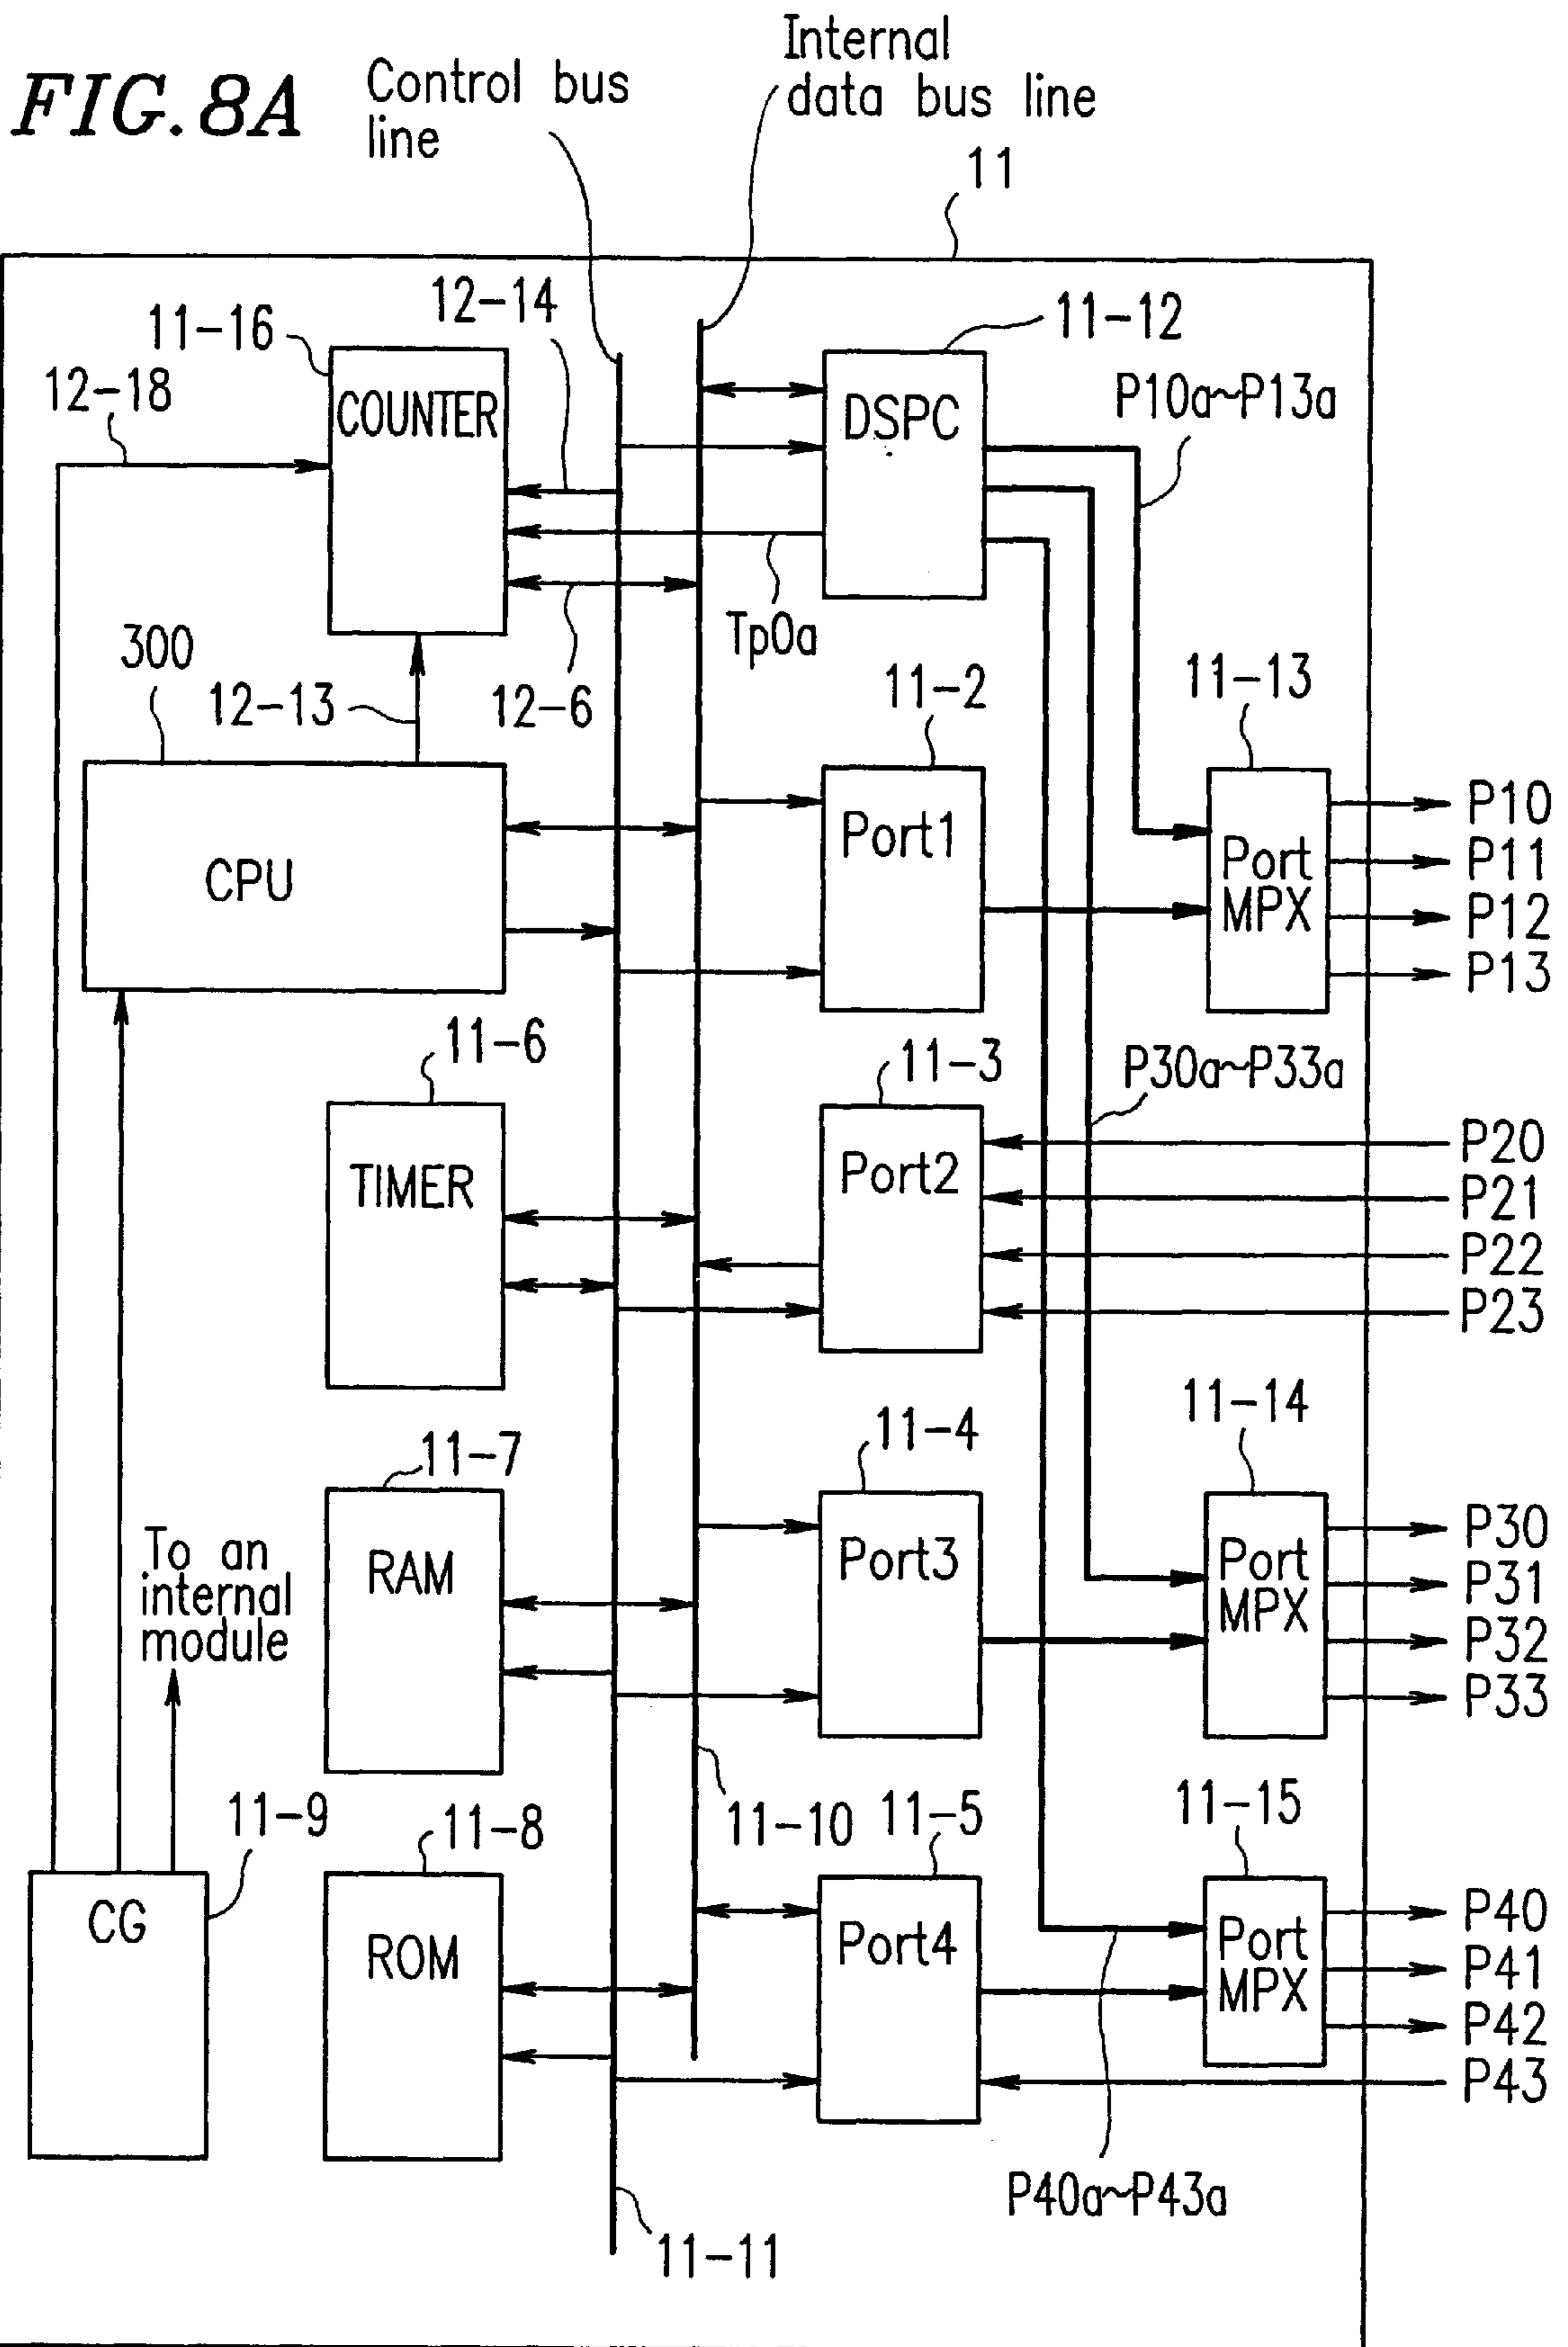 FIG. 8A
Control bus
line
Internal
data bus line
11
12-14
11-16
11-12
12-18
P10a~P13a
COUNTER
DSPC
Tp0a
300
12-13
12-6
11-2
11-13
CPU
Port1
Port
MPX
P10
P11
P12
P13
11-6
11-3
P30a~P33a
TIMER
Port2
P20
P21
P22
P23
11-7
11-4
11-14
To an
internal
module
RAM
Port3
Port
MPX
P30
P31
P32
P33
11-9
11-8
11-10
11-5
11-15
CG
ROM
Port4
Port
MPX
P40
P41
P42
P43
P40a~P43a
11-11